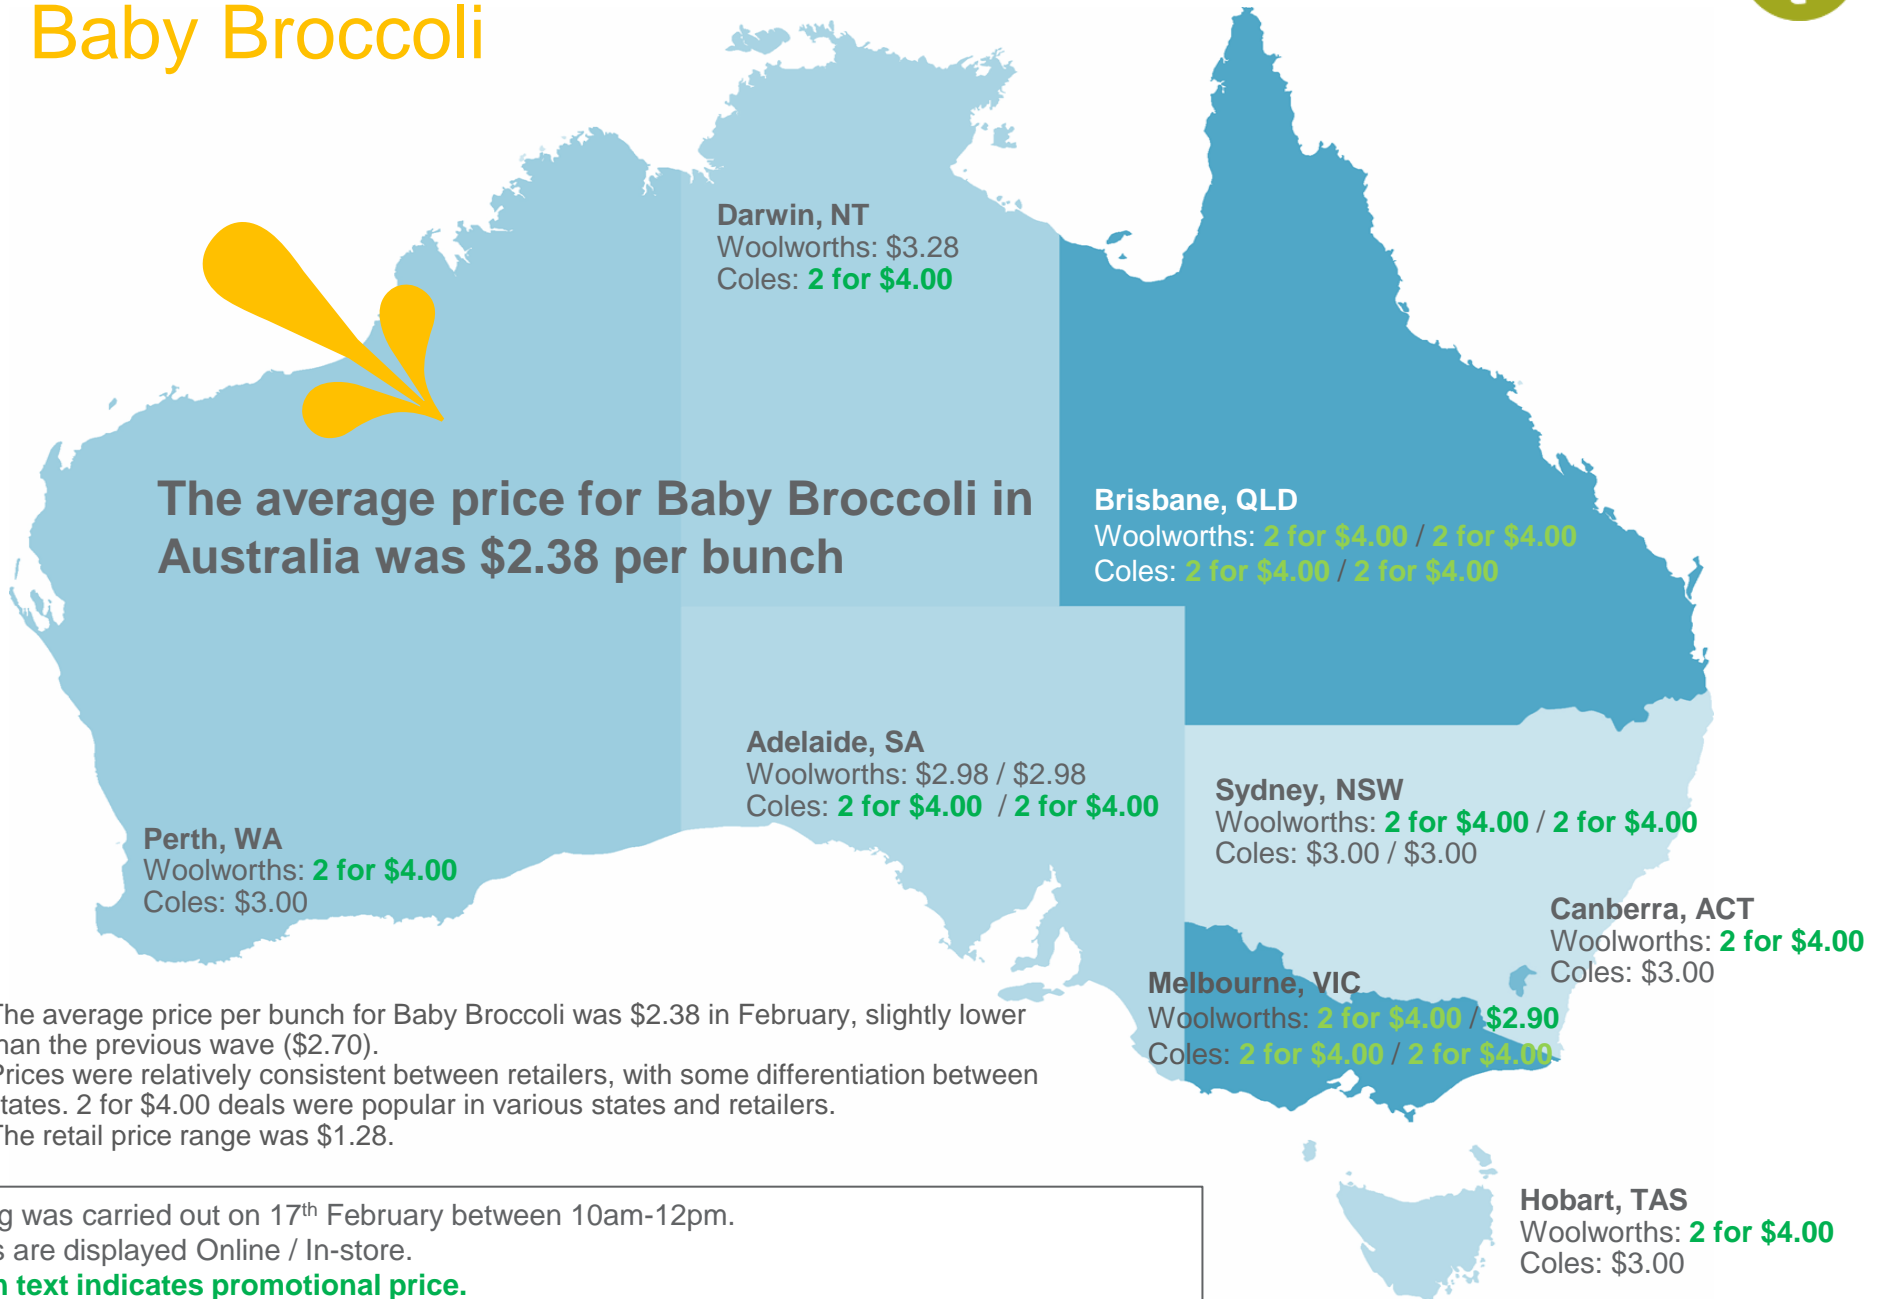 Baby Broccoli
Darwin, NT
Woolworths: $3.28
Coles: 2 for $4.00
The average price for Baby Broccoli in
Australia was $2.38 per bunch
Brisbane, QLD
Woolworths: 2 for $4.00 / 2 for $4.00
Coles: 2 for $4.00 / 2 for $4.00
Adelaide, SA
Woolworths: $2.98 / $2.98
Coles: 2 for $4.00 / 2 for $4.00
Sydney, NSW
Woolworths: 2 for $4.00 / 2 for $4.00
Coles: $3.00 / $3.00
Perth, WA
Woolworths: 2 for $4.00
Coles: $3.00
Canberra, ACT
Woolworths: 2 for $4.00
Coles: $3.00
Melbourne, VIC
Woolworths: 2 for $4.00 / $2.90
Coles: 2 for $4.00 / 2 for $4.00
The average price per bunch for Baby Broccoli was $2.38 in February, slightly lower
than the previous wave ($2.70).
Prices were relatively consistent between retailers, with some differentiation between
states. 2 for $4.00 deals were popular in various states and retailers.
The retail price range was $1.28.
g was carried out on 17th February between 10am-12pm.
s are displayed Online / In-store.
n text indicates promotional price.
Hobart, TAS
Woolworths: 2 for $4.00
Coles: $3.00